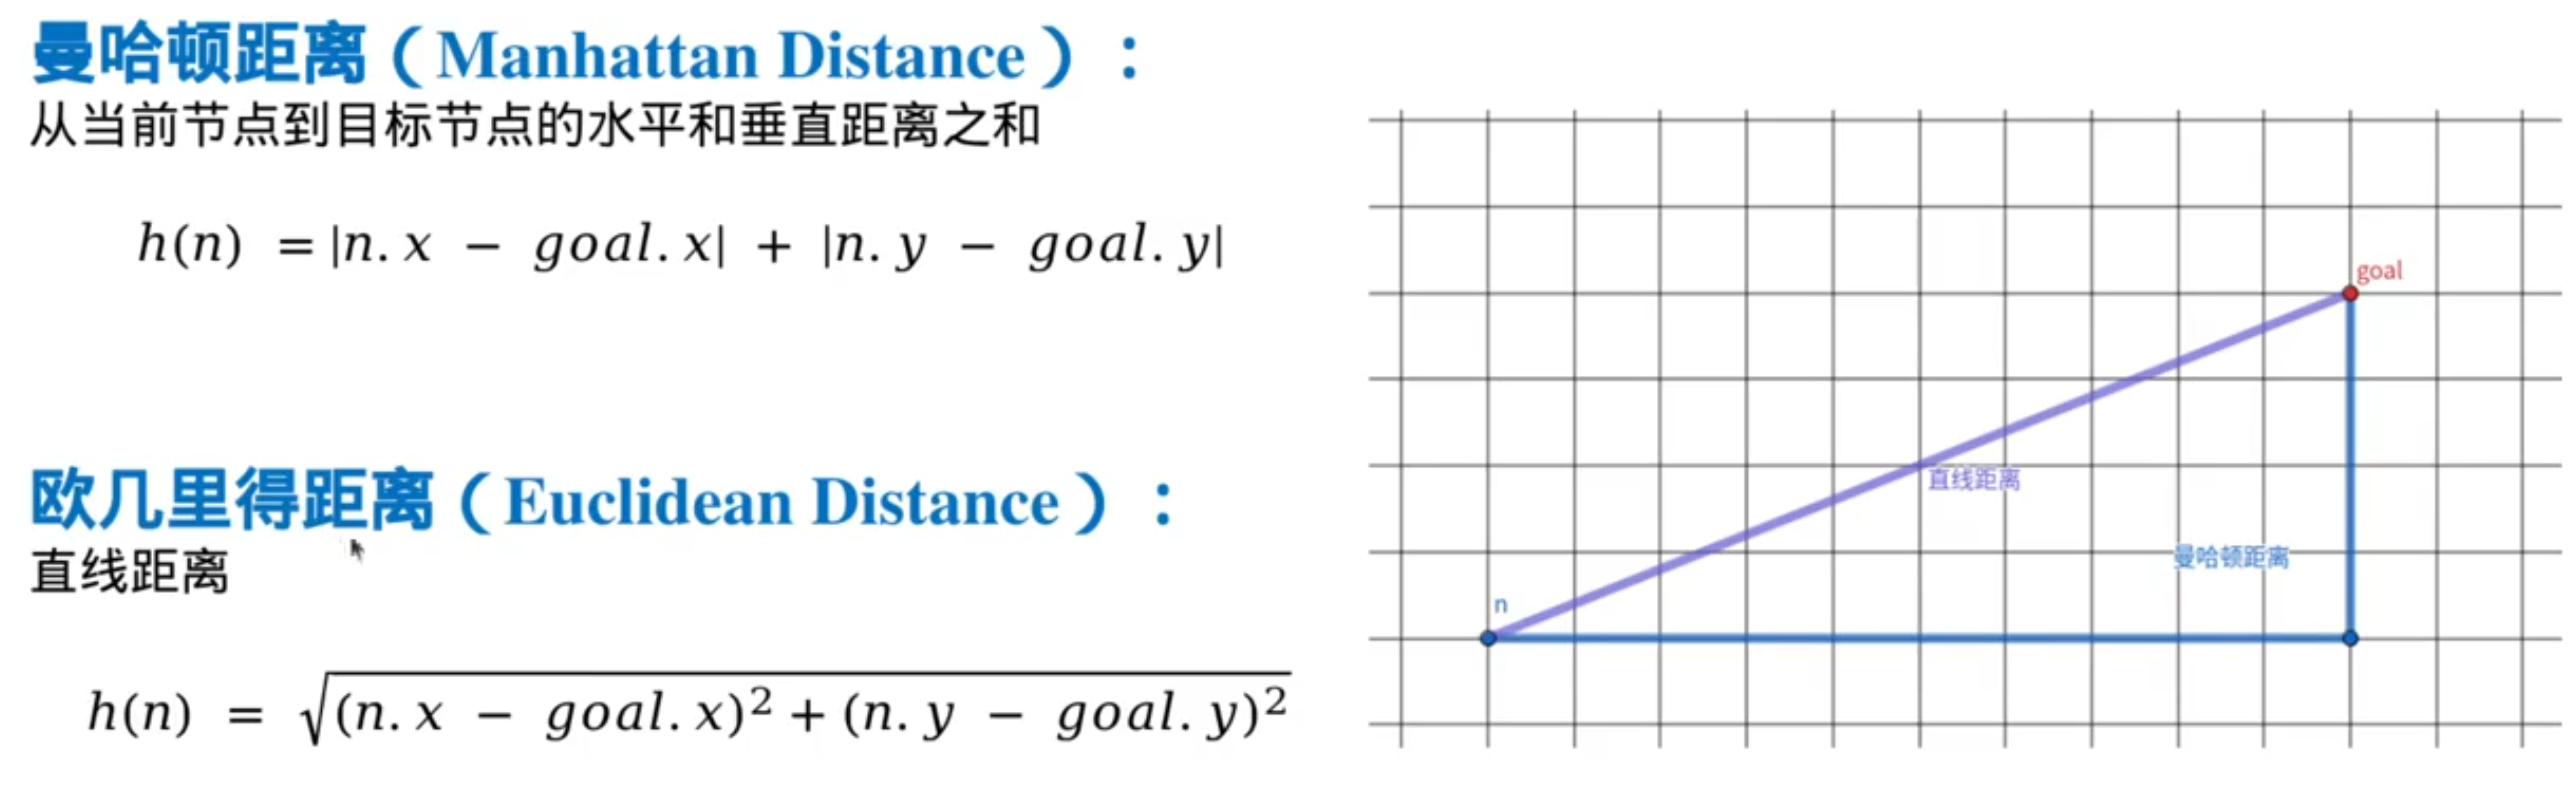 曼哈顿距离（Manhattan Distance）：
从当前节点到目标节点的水平和垂直距离之和
h(n) = |n.x − goal.x| + |n.y − goal.y|
欧几里得距离（Euclidean Distance）：
直线距离
h(n) = √(n.x − goal.x)² + (n.y − goal.y)²
goal
直线距离
曼哈顿距离
n